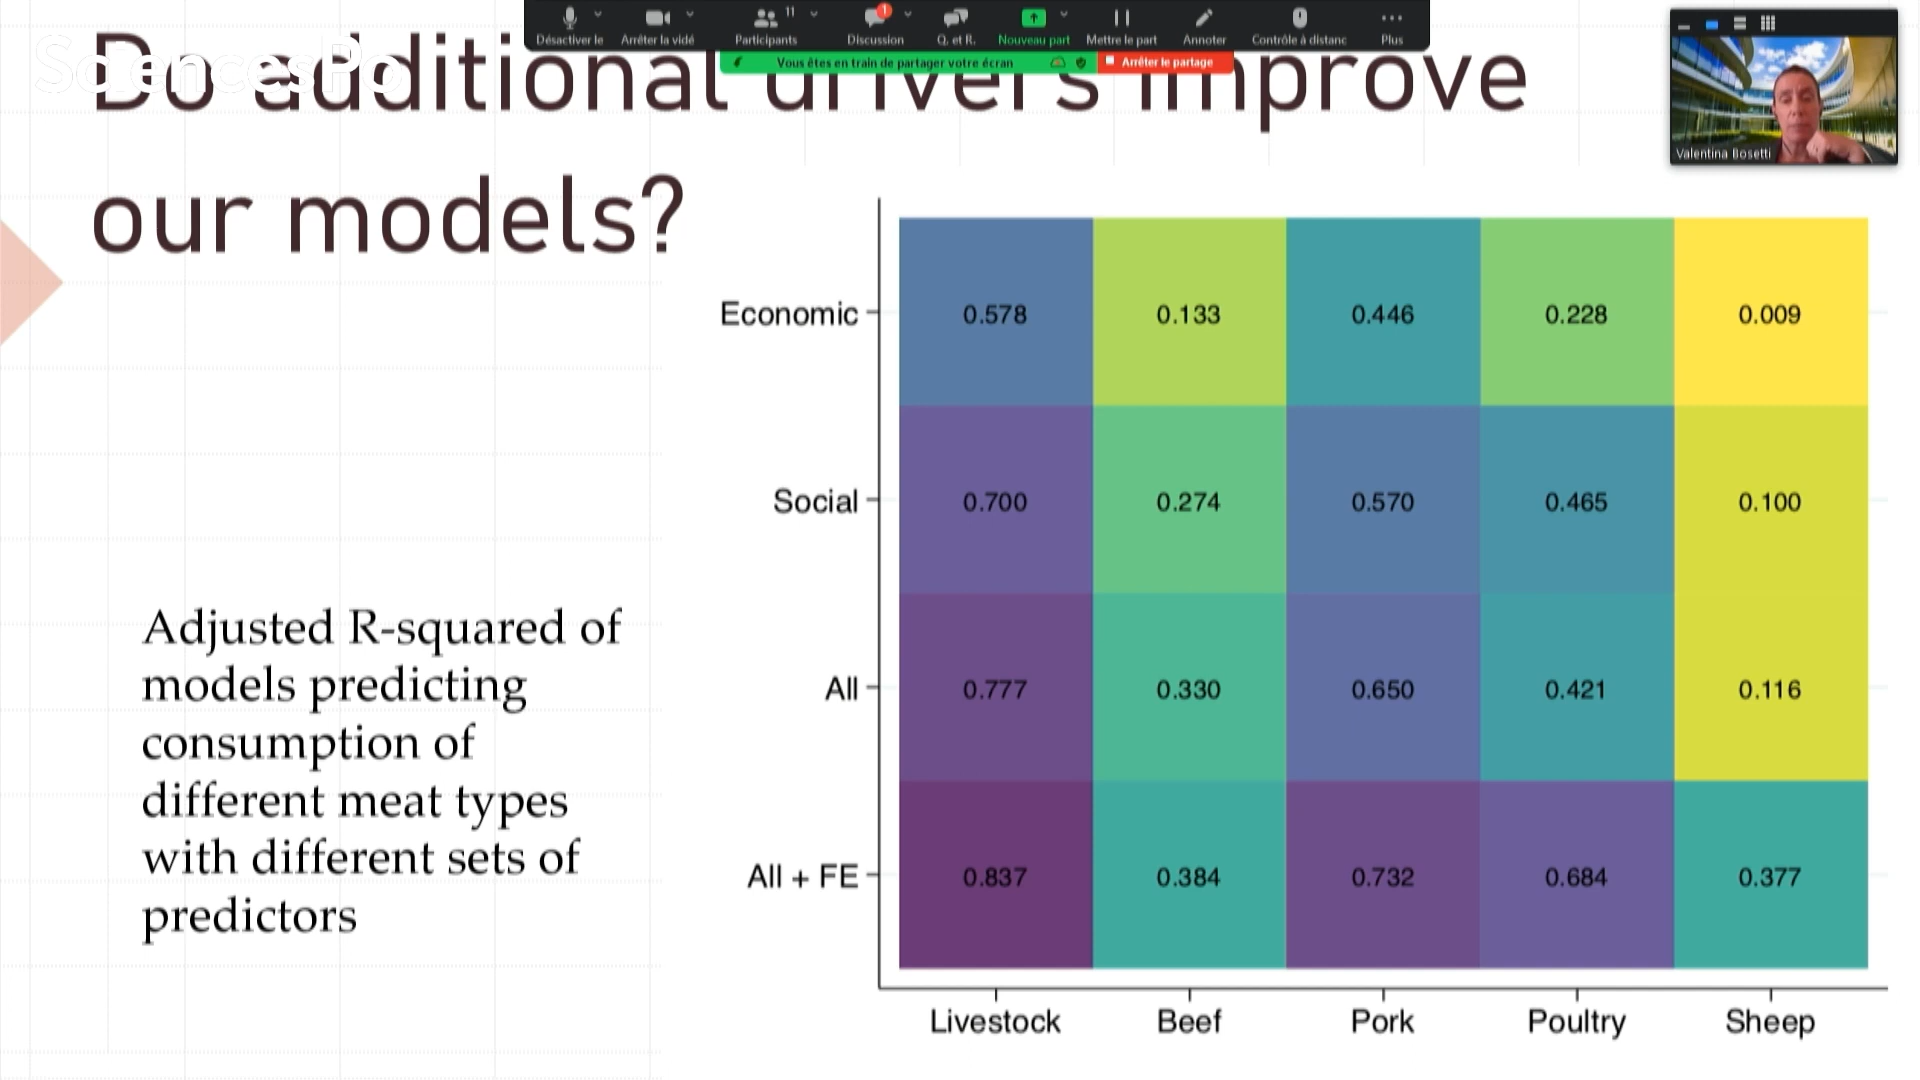 Désactiver le
Arrêter la vidé
Participants
11
Discussion
1
Q. et R.
Nouveau part
Mettre le part
Annoter
Contrôle à distanc
Plus
Vous êtes en train de partager votre écran
Arrêter le partage
SciencesPo
Do additional drivers improve
our models?
Valentina Bosetti
Economic 0.578 0.133 0.446 0.228 0.009
Social 0.700 0.274 0.570 0.465 0.100
All 0.777 0.330 0.650 0.421 0.116
All + FE 0.837 0.384 0.732 0.684 0.377
Livestock Beef Pork Poultry Sheep
Adjusted R-squared of
models predicting
consumption of
different meat types
with different sets of
predictors